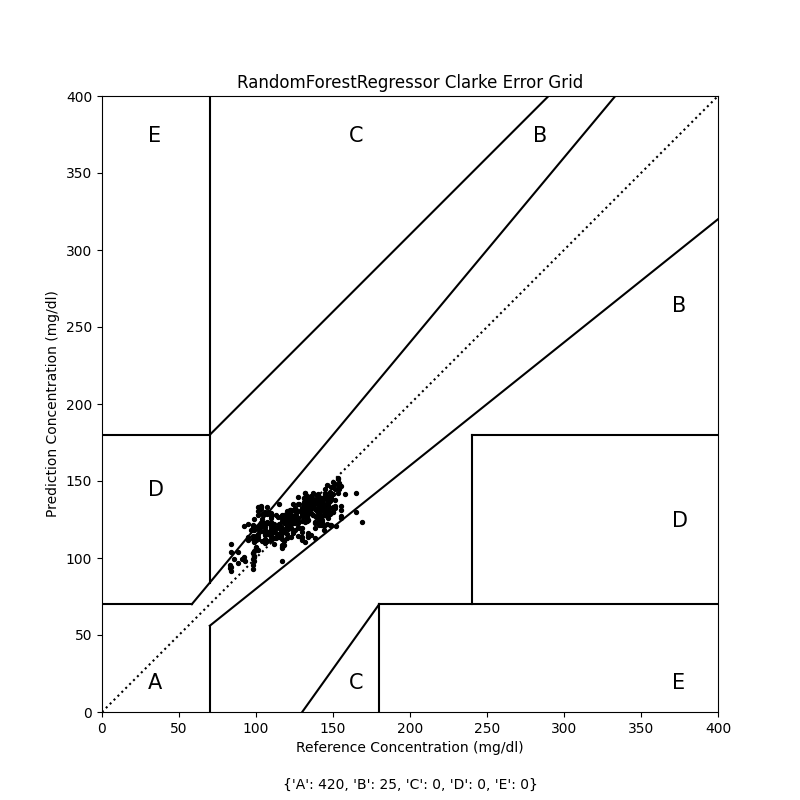 RandomForestRegressor Clarke Error Grid
400
350
300
250
200
150
100
50
0
Prediction Concentration (mg/dl)
E
C
B
B
D
D
A
C
E
0 50 100 150 200 250 300 350 400
Reference Concentration (mg/dl)
{'A': 420, 'B': 25, 'C': 0, 'D': 0, 'E': 0}